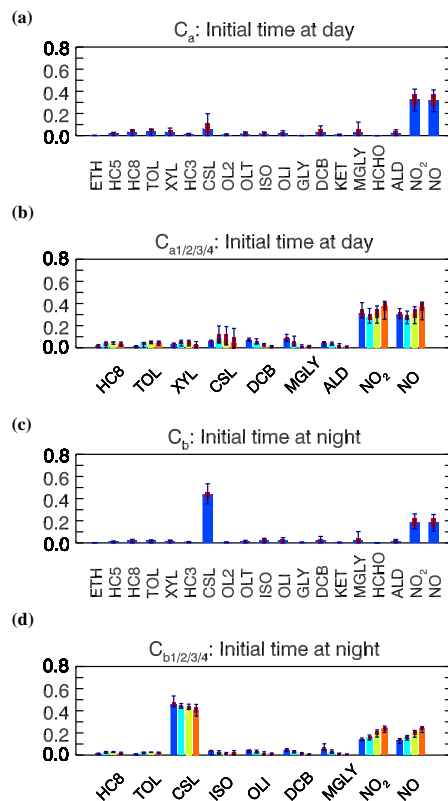 (a)
Cₐ: Initial time at day
0.8
0.6
0.4
0.2
0.0
ETH HC5 HC8 TOL XYL HC3 CSL OL2 OLT ISO OLI GLY DCB KET MGLY HCHO ALD NO₂ NO
(b)
Cₐ₁/₂/₃/₄: Initial time at day
0.8
0.6
0.4
0.2
0.0
HC8 TOL XYL CSL DCB MGLY ALD NO₂ NO
(c)
C_b: Initial time at night
0.8
0.6
0.4
0.2
0.0
ETH HC5 HC8 TOL XYL HC3 CSL OL2 OLT ISO OLI GLY DCB KET MGLY HCHO ALD NO₂ NO
(d)
C_b1/2/3/4: Initial time at night
0.8
0.6
0.4
0.2
0.0
HC8 TOL CSL ISO OLI DCB MGLY NO₂ NO